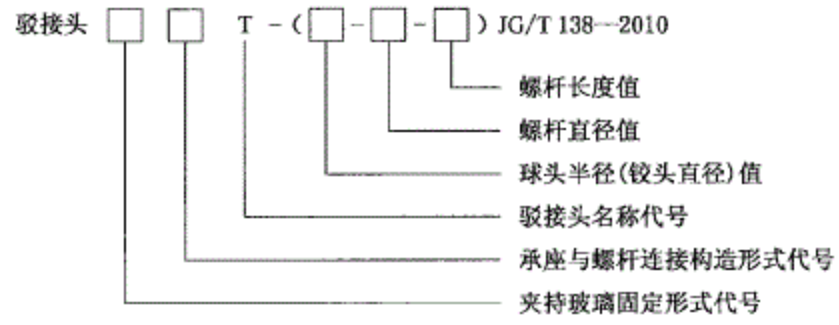 驳接头 □ □ T-(□-□-□) JG/T 138—2010
螺杆长度值
螺杆直径值
球头半径(铰头直径)值
驳接头名称代号
承座与螺杆连接构造形式代号
夹持玻璃固定形式代号